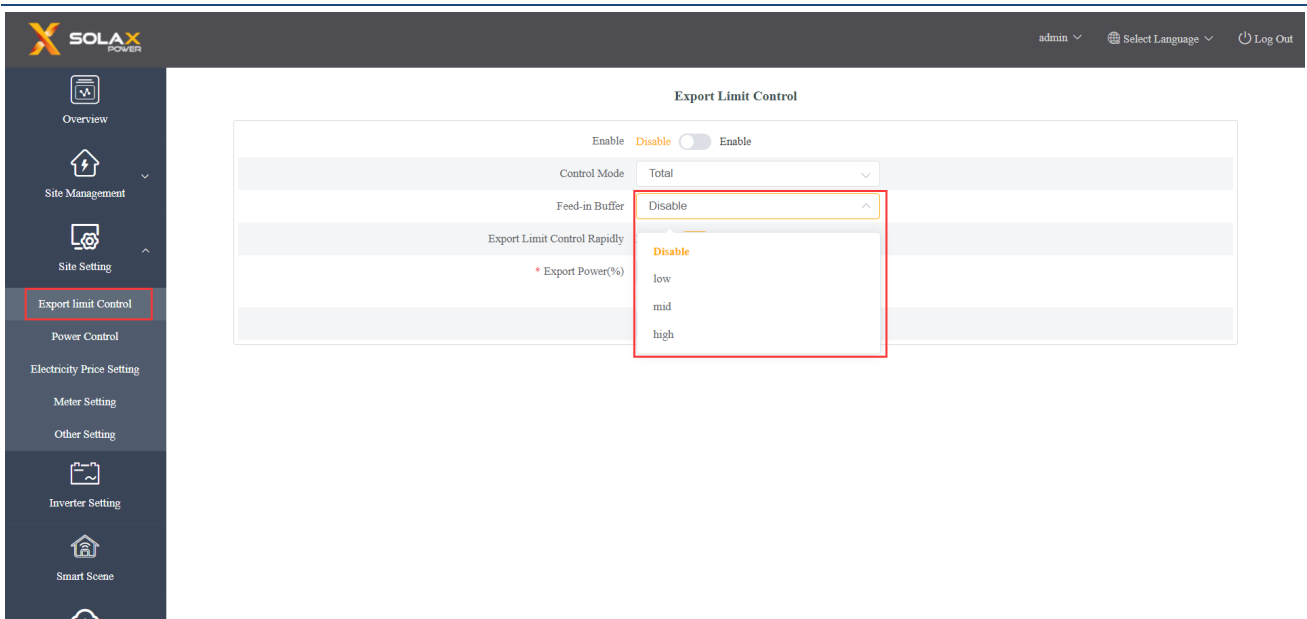 SOLAX
POWER
admin
Select Language
Log Out
Overview
Site Management
Site Setting
Export limit Control
Power Control
Electricity Price Setting
Meter Setting
Other Setting
Inverter Setting
Smart Scene
Export Limit Control
Enable Disable Enable
Control Mode Total
Feed-in Buffer Disable
Export Limit Control Rapidly
* Export Power(%)
Disable
low
mid
high